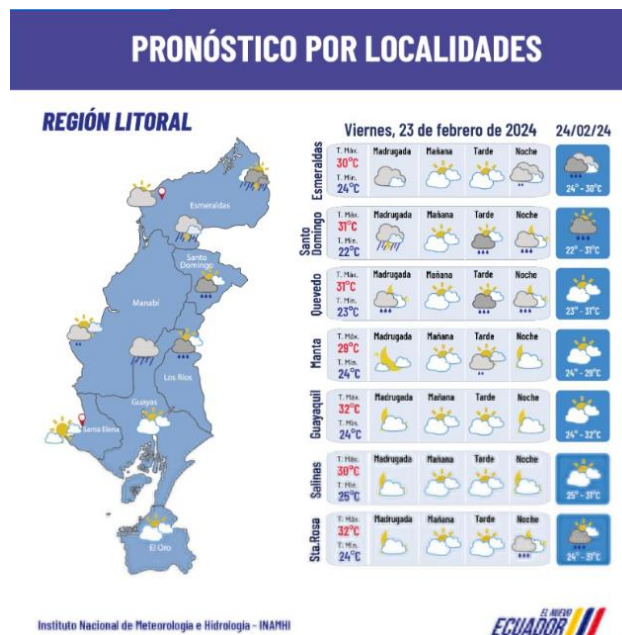 PRONÓSTICO POR LOCALIDADES
REGIÓN LITORAL
Viernes, 23 de febrero de 2024 24/02/24
Esmeraldas
T. Máx. Madrugada Mañana Tarde Noche
30°C
T. Mín.
24°C
24° - 30°C
Santo Domingo
T. Máx. Madrugada Mañana Tarde Noche
31°C
T. Mín.
22°C
22° - 31°C
Quevedo
T. Máx. Madrugada Mañana Tarde Noche
31°C
T. Mín.
23°C
23° - 31°C
Manta
T. Máx. Madrugada Mañana Tarde Noche
29°C
T. Mín.
24°C
24° - 29°C
Guayaquil
T. Máx. Madrugada Mañana Tarde Noche
32°C
T. Mín.
24°C
24° - 32°C
Salinas
T. Máx. Madrugada Mañana Tarde Noche
30°C
T. Mín.
25°C
25° - 31°C
Sta.Rosa
T. Máx. Madrugada Mañana Tarde Noche
32°C
T. Mín.
24°C
24° - 31°C
Esmeraldas
Santo
Domingo
Manabí
Los Ríos
Guayas
Santa Elena
El Oro
Instituto Nacional de Meteorología e Hidrología - INAMHI
EL NUEVO
ECUADOR